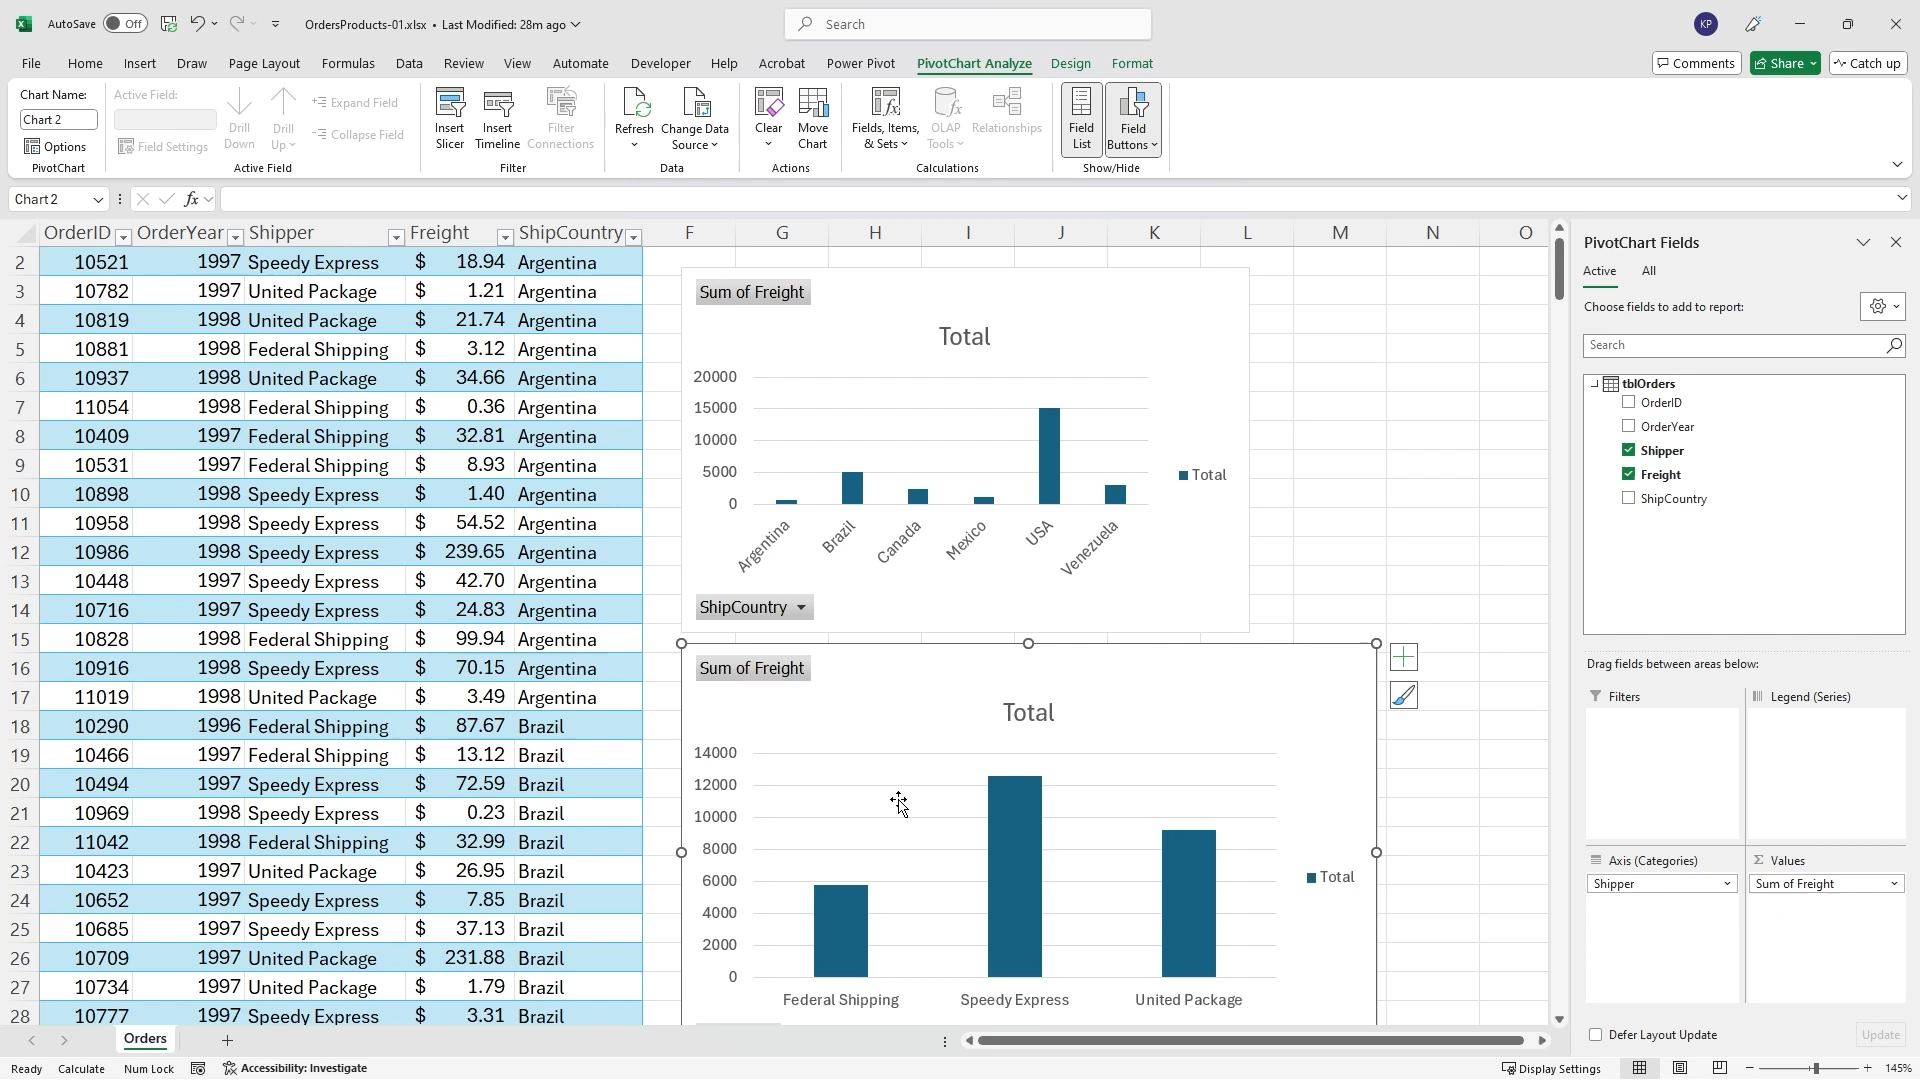 AutoSave Off OrdersProducts-01.xlsx • Last Modified: 28m ago Search KP
File Home Insert Draw Page Layout Formulas Data Review View Automate Developer Help Acrobat Power Pivot PivotChart Analyze Design Format Comments Share Catch up
Chart Name:
Chart 2
Options
PivotChart
Active Field:
Field Settings
Drill Down
Drill Up
Expand Field
Collapse Field
Active Field
Insert Slicer
Insert Timeline
Filter Connections
Filter
Refresh
Change Data Source
Data
Clear
Move Chart
Actions
Fields, Items, & Sets
OLAP Tools
Relationships
Calculations
Field List
Field Buttons
Show/Hide
Chart 2 fx
OrderID OrderYear Shipper Freight ShipCountry F G H I J K L M N O
2 10521 1997 Speedy Express $ 18.94 Argentina
3 10782 1997 United Package $ 1.21 Argentina
4 10819 1998 United Package $ 21.74 Argentina
5 10881 1998 Federal Shipping $ 3.12 Argentina
6 10937 1998 United Package $ 34.66 Argentina
7 11054 1998 Federal Shipping $ 0.36 Argentina
8 10409 1997 Federal Shipping $ 32.81 Argentina
9 10531 1997 Federal Shipping $ 8.93 Argentina
10 10898 1998 Speedy Express $ 1.40 Argentina
11 10958 1998 Speedy Express $ 54.52 Argentina
12 10986 1998 Speedy Express $ 239.65 Argentina
13 10448 1997 Speedy Express $ 42.70 Argentina
14 10716 1997 Speedy Express $ 24.83 Argentina
15 10828 1998 Federal Shipping $ 99.94 Argentina
16 10916 1998 Speedy Express $ 70.15 Argentina
17 11019 1998 United Package $ 3.49 Argentina
18 10290 1996 Federal Shipping $ 87.67 Brazil
19 10466 1997 Federal Shipping $ 13.12 Brazil
20 10494 1997 Speedy Express $ 72.59 Brazil
21 10969 1998 Speedy Express $ 0.23 Brazil
22 11042 1998 Federal Shipping $ 32.99 Brazil
23 10423 1997 United Package $ 26.95 Brazil
24 10652 1997 Speedy Express $ 7.85 Brazil
25 10685 1997 Speedy Express $ 37.13 Brazil
26 10709 1997 United Package $ 231.88 Brazil
27 10734 1997 United Package $ 1.79 Brazil
28 10777 1997 Speedy Express $ 3.31 Brazil
Sum of Freight
Total
20000
15000
10000
5000
0
Argentina Brazil Canada Mexico USA Venezuela
Total
ShipCountry
Sum of Freight
Total
14000
12000
10000
8000
6000
4000
2000
0
Federal Shipping Speedy Express United Package
Total
PivotChart Fields
Active All
Choose fields to add to report:
Search
tblOrders
OrderID
OrderYear
Shipper
Freight
ShipCountry
Drag fields between areas below:
Filters Legend (Series)
Axis (Categories) Values
Shipper Sum of Freight
Defer Layout Update Update
Orders
Ready Calculate Num Lock Accessibility: Investigate Display Settings 145%